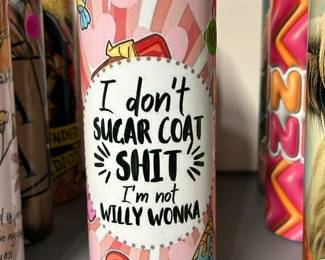 I don't
SUGAR COAT
SHIT
I'm not
WILLY WONKA